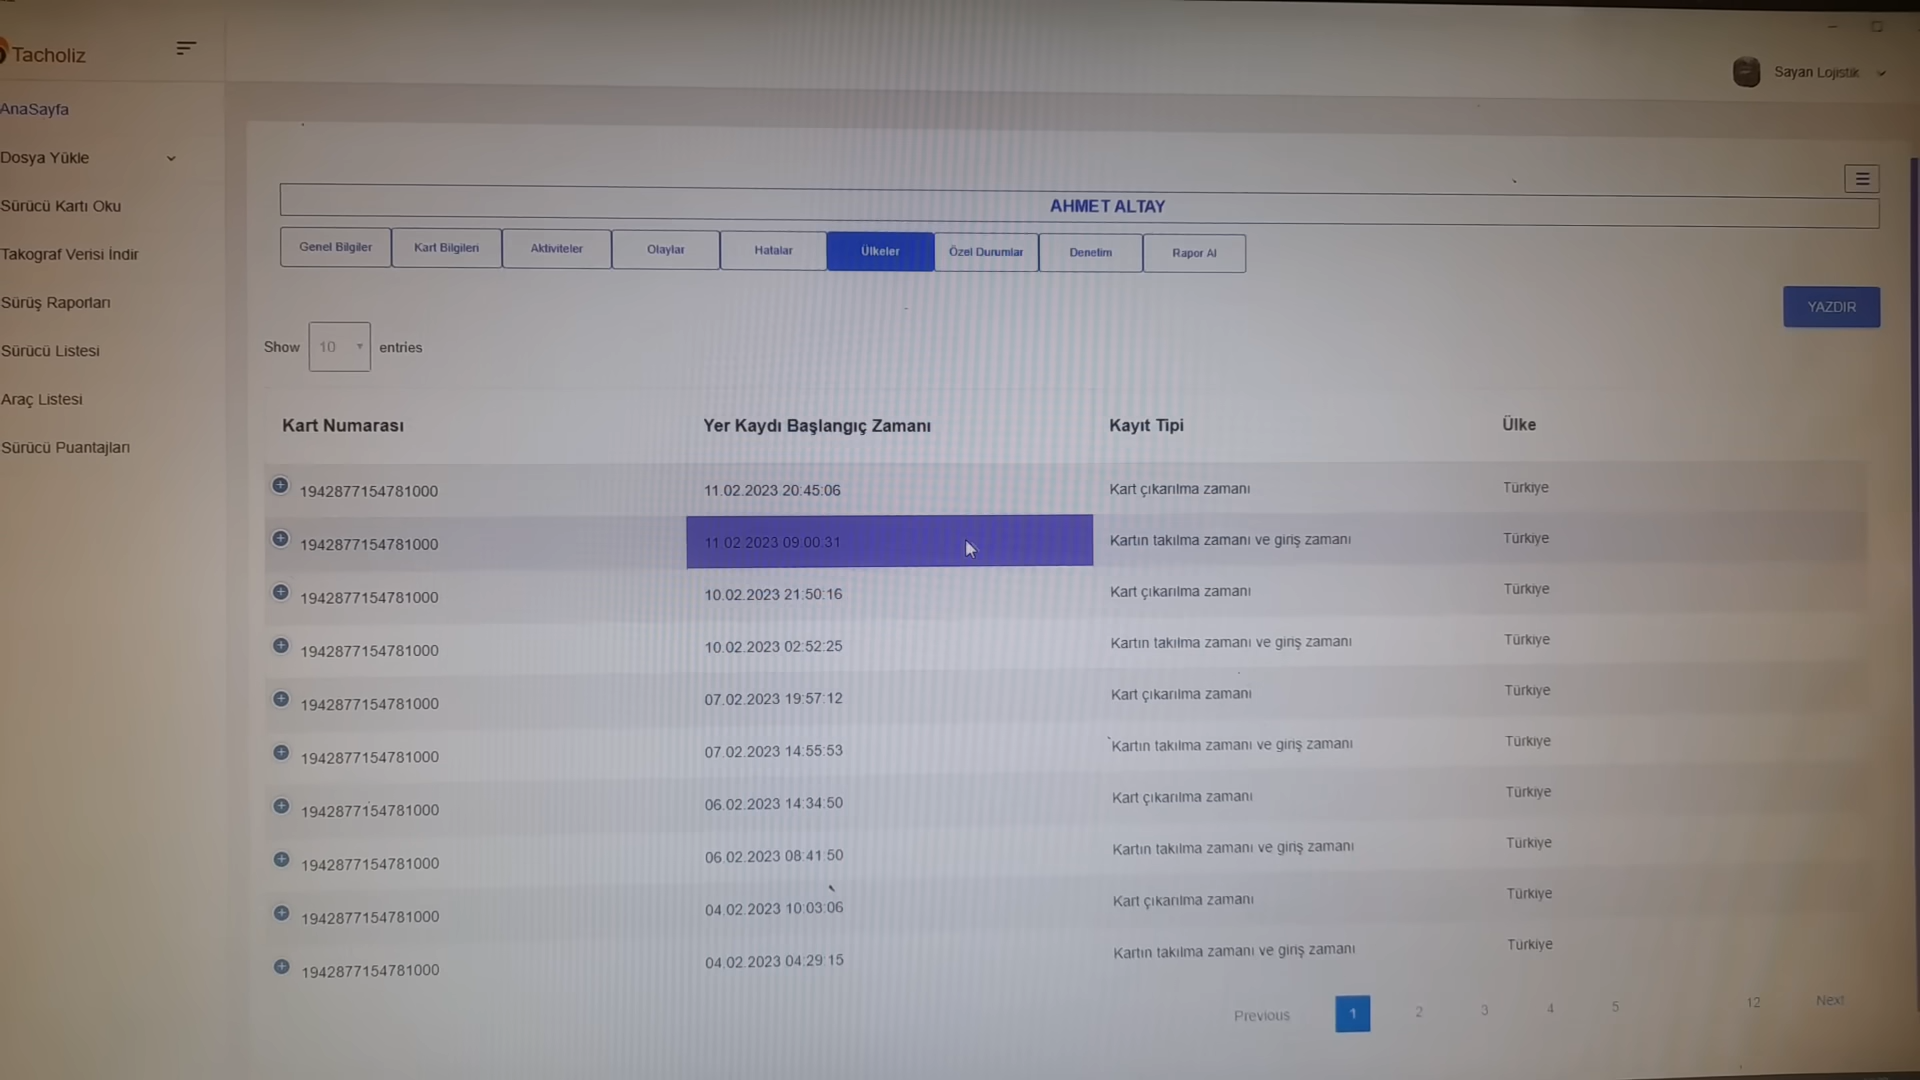 Tacholiz
Sayan Lojistik
AnaSayfa
Dosya Yükle
Sürücü Kartı Oku
Takograf Verisi İndir
Sürüş Raporları
Sürücü Listesi
Araç Listesi
Sürücü Puantajları
AHMET ALTAY
Genel Bilgiler Kart Bilgileri Aktiviteler Olaylar Hatalar Ülkeler Özel Durumlar Denetim Rapor Al
YAZDIR
Show 10 entries
Kart Numarası Yer Kaydı Başlangıç Zamanı Kayıt Tipi Ülke
1942877154781000 11.02.2023 20:45:06 Kart çıkarılma zamanı Türkiye
1942877154781000 11.02.2023 09:00:31 Kartın takılma zamanı ve giriş zamanı Türkiye
1942877154781000 10.02.2023 21:50:16 Kart çıkarılma zamanı Türkiye
1942877154781000 10.02.2023 02:52:25 Kartın takılma zamanı ve giriş zamanı Türkiye
1942877154781000 07.02.2023 19:57:12 Kart çıkarılma zamanı Türkiye
1942877154781000 07.02.2023 14:55:53 Kartın takılma zamanı ve giriş zamanı Türkiye
1942877154781000 06.02.2023 14:34:50 Kart çıkarılma zamanı Türkiye
1942877154781000 06.02.2023 08:41:50 Kartın takılma zamanı ve giriş zamanı Türkiye
1942877154781000 04.02.2023 10:03:06 Kart çıkarılma zamanı Türkiye
1942877154781000 04.02.2023 04:29:15 Kartın takılma zamanı ve giriş zamanı Türkiye
Previous 1 2 3 4 5 12 Next